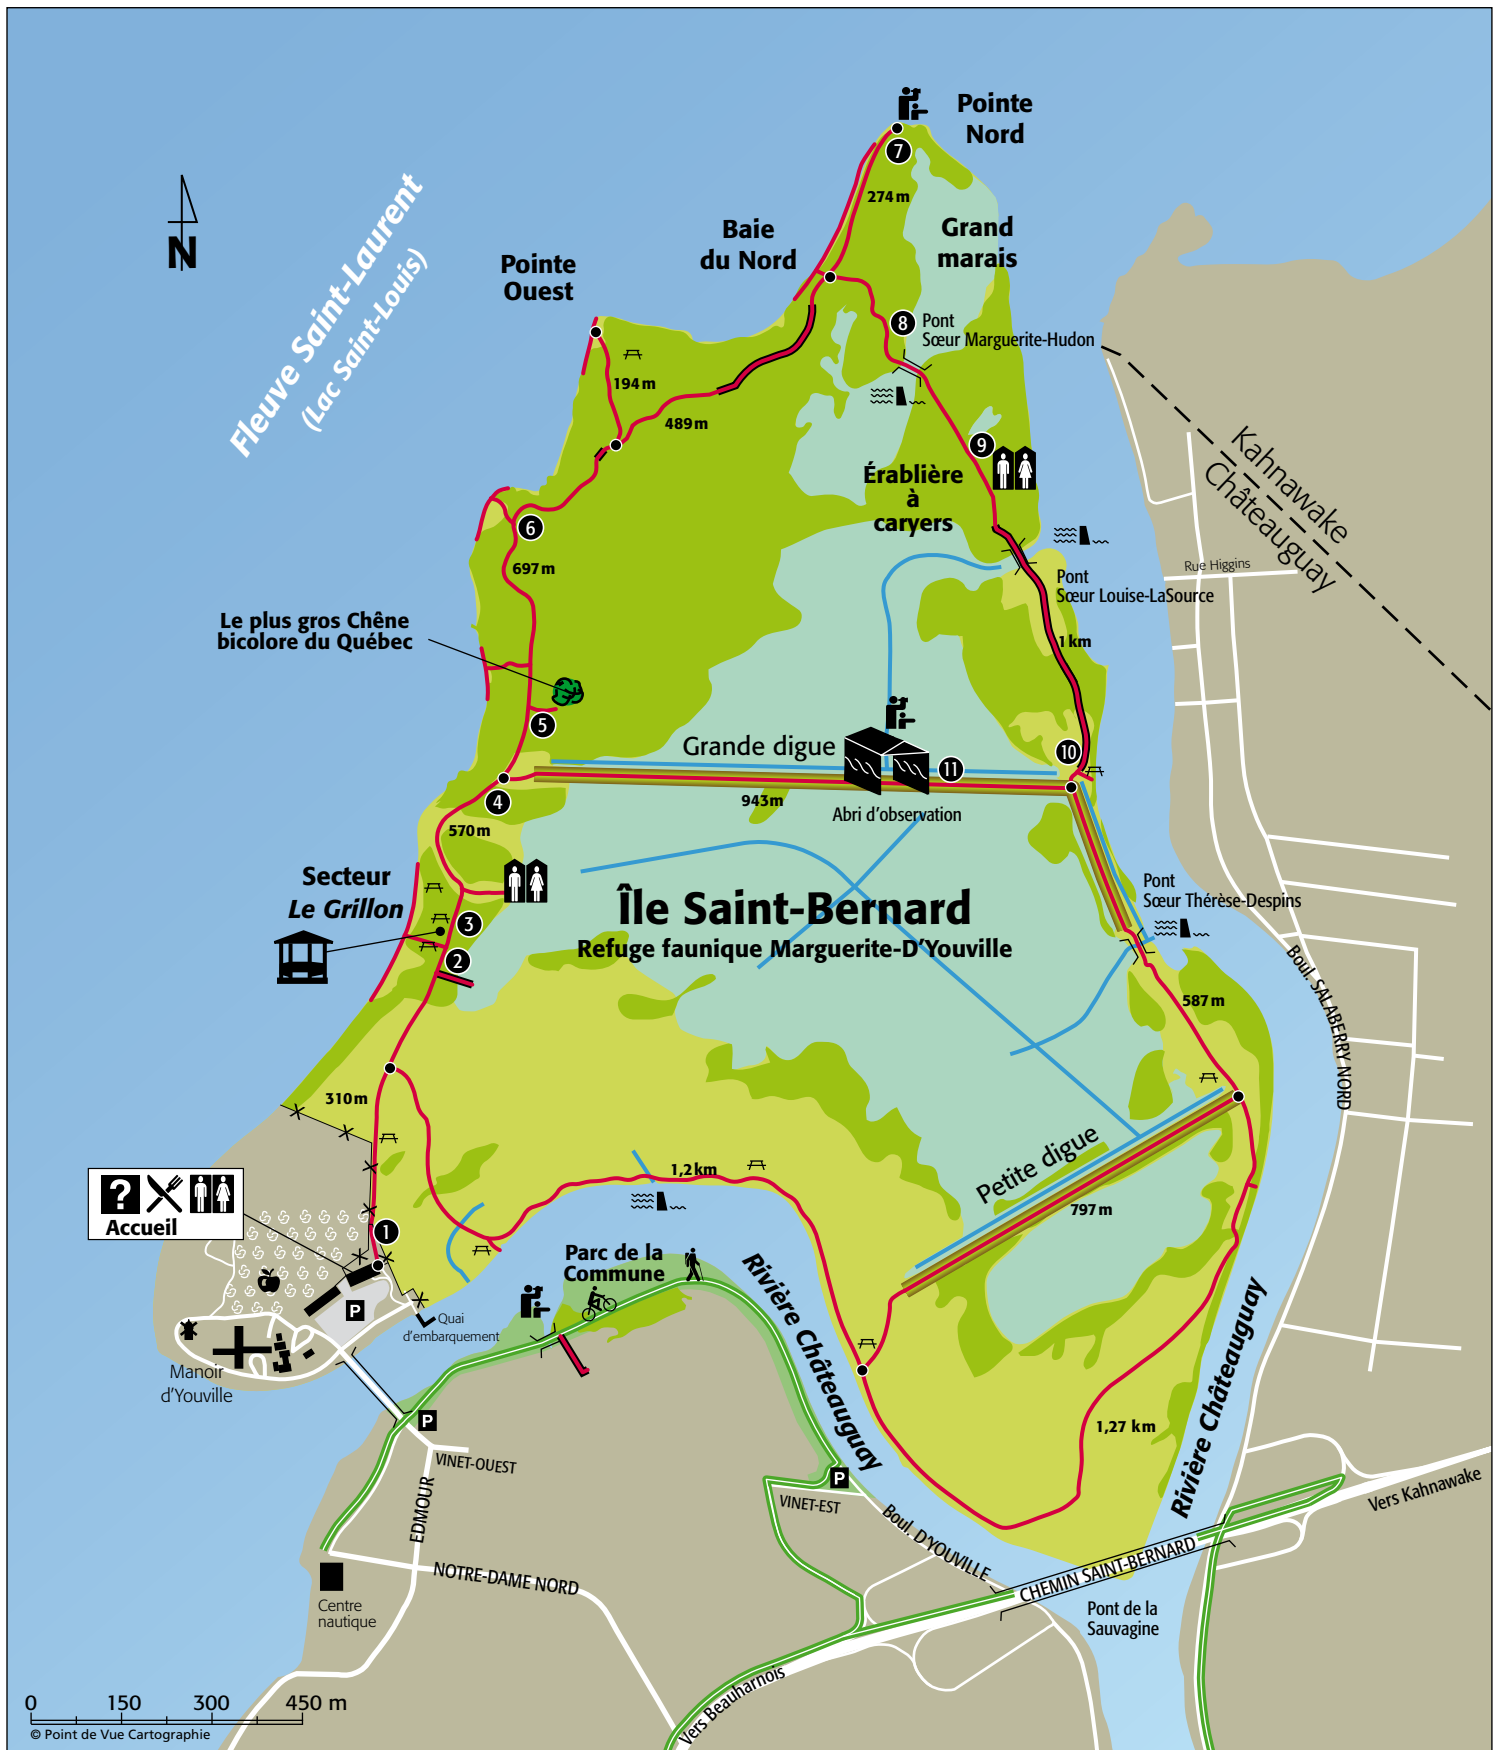 Pointe
Nord
7
274 m
Baie
du Nord
Grand
marais
N
Fleuve Saint-Laurent
(Lac Saint-Louis)
Pointe
Ouest
8
Pont
Sœur Marguerite-Hudon
194 m
489 m
9
Érablière
à
caryers
Kahnawake
Châteauguay
6
697 m
Rue Higgins
Pont
Sœur Louise-LaSource
1 km
Le plus gros Chêne
bicolore du Québec
5
Grande digue
11
10
4
943 m
Abri d'observation
570 m
Secteur
Le Grillon
3
2
Île Saint-Bernard
Refuge faunique Marguerite-D'Youville
Pont
Sœur Thérèse-Despins
587 m
Boul. SALABERRY NORD
310 m
Petite digue
797 m
1,2 km
?
Accueil
1
P
Parc de la
Commune
Quai
d'embarquement
Manoir
d'Youville
Rivière Châteauguay
Rivière Châteauguay
1,27 km
P
VINET-OUEST
EDMOUR
P
VINET-EST
Boul. D'YOUVILLE
NOTRE-DAME NORD
CHEMIN SAINT-BERNARD
Vers Kahnawake
Centre
nautique
Pont de la
Sauvagine
Vers Beauharnois
0 150 300 450 m
© Point de Vue Cartographie